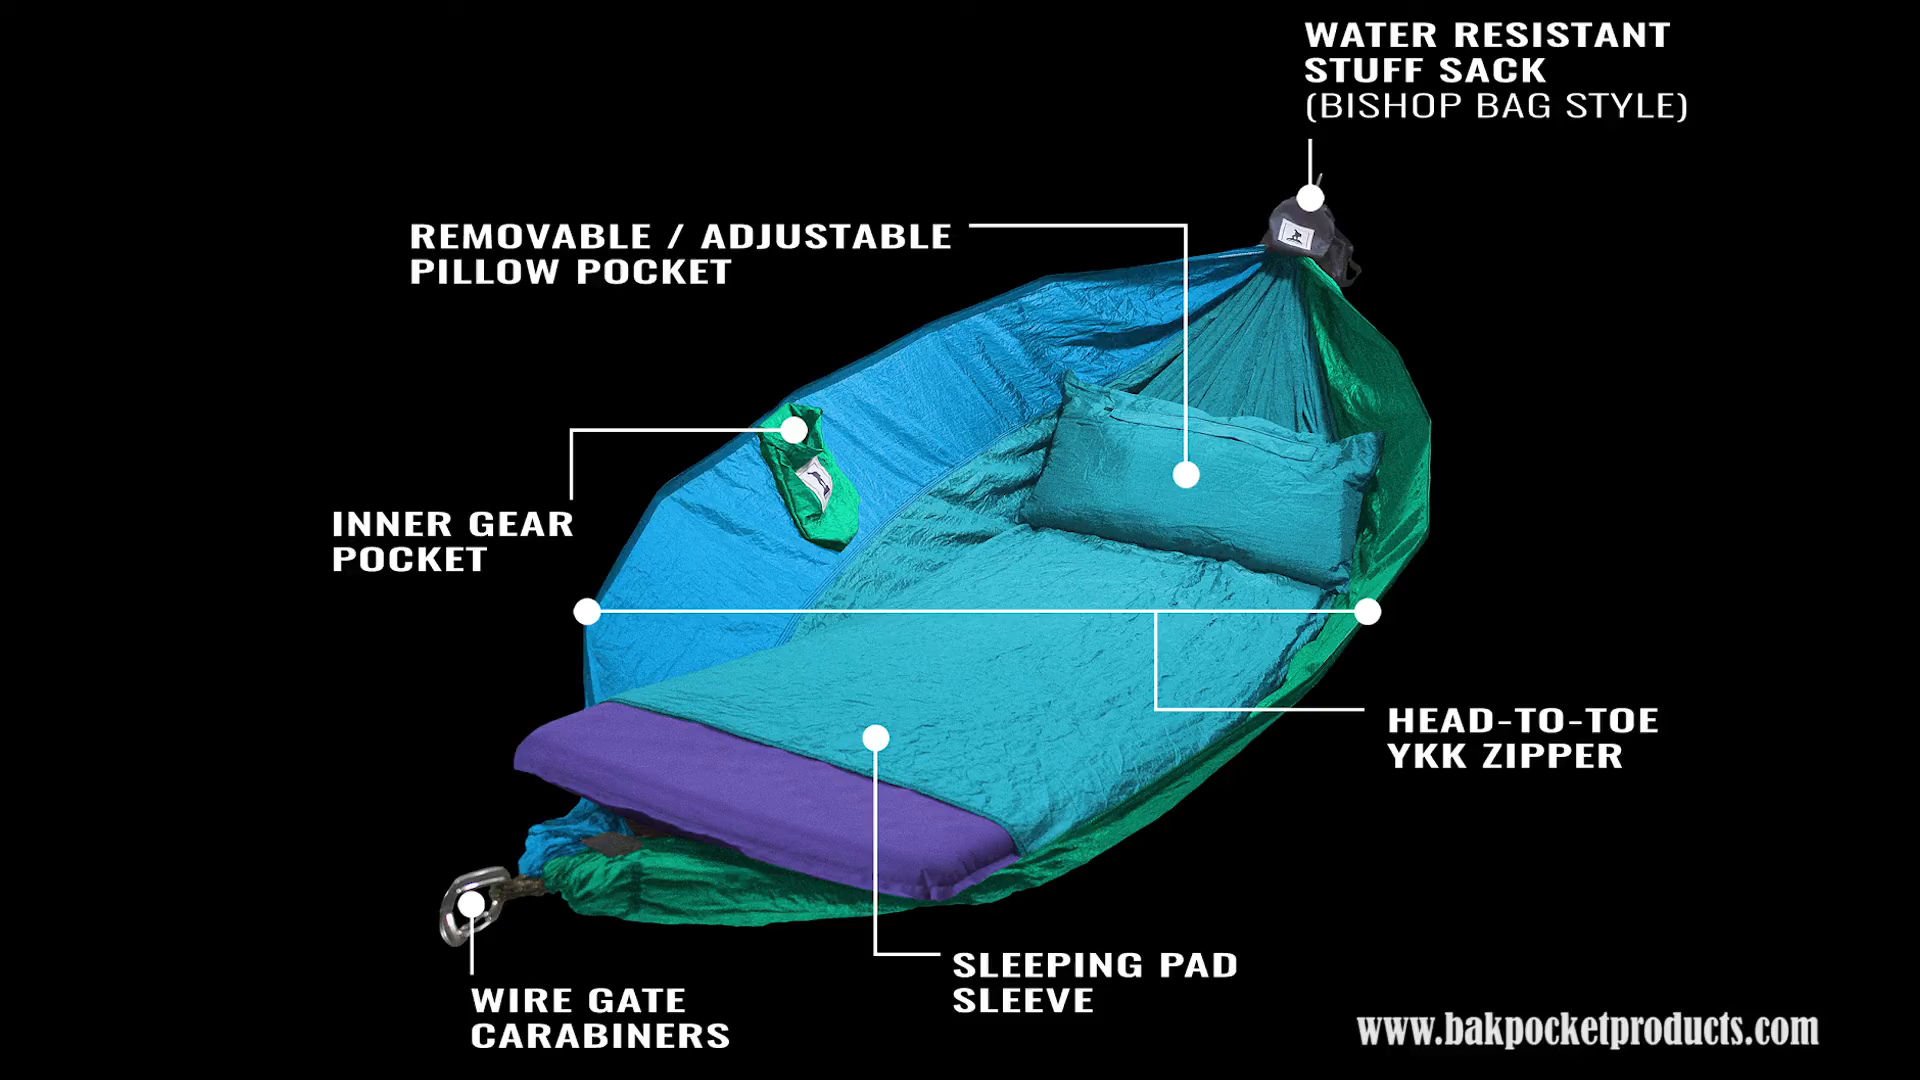 WATER RESISTANT
STUFF SACK
(BISHOP BAG STYLE)
REMOVABLE / ADJUSTABLE
PILLOW POCKET
INNER GEAR
POCKET
HEAD-TO-TOE
YKK ZIPPER
SLEEPING PAD
SLEEVE
WIRE GATE
CARABINERS
www.bakpocketproducts.com